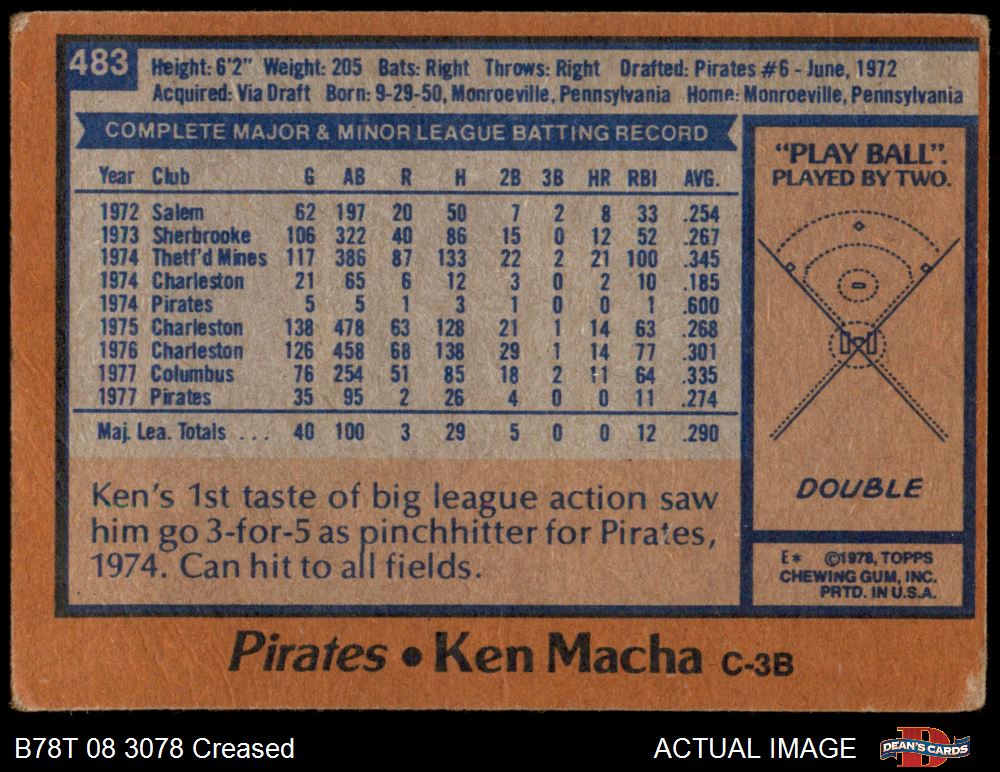 483
Height: 6'2" Weight: 205 Bats: Right Throws: Right Drafted: Pirates #6 - June, 1972
Acquired: Via Draft Born: 9-29-50, Monroeville, Pennsylvania Home: Monroeville, Pennsylvania
COMPLETE MAJOR & MINOR LEAGUE BATTING RECORD
Year Club G AB R H 2B 3B HR RBI AVG.
1972 Salem 62 197 20 50 7 2 8 33 .254
1973 Sherbrooke 106 322 40 86 15 0 12 52 .267
1974 Thetf'd Mines 117 386 87 133 22 2 21 100 .345
1974 Charleston 21 65 6 12 3 0 2 10 .185
1974 Pirates 5 5 1 3 1 0 0 1 .600
1975 Charleston 138 478 63 128 21 1 14 63 .268
1976 Charleston 126 458 68 138 29 1 14 77 .301
1977 Columbus 76 254 51 85 18 2 11 64 .335
1977 Pirates 35 95 2 26 4 0 0 11 .274
Maj. Lea. Totals ... 40 100 3 29 5 0 0 12 .290
Ken's 1st taste of big league action saw
him go 3-for-5 as pinchhitter for Pirates,
1974. Can hit to all fields.
"PLAY BALL".
PLAYED BY TWO.
DOUBLE
E* ©1978, TOPPS
CHEWING GUM, INC.
PRTD. IN U.S.A.
Pirates • Ken Macha C-3B
B78T 08 3078 Creased
ACTUAL IMAGE
D
DEAN'S CARDS